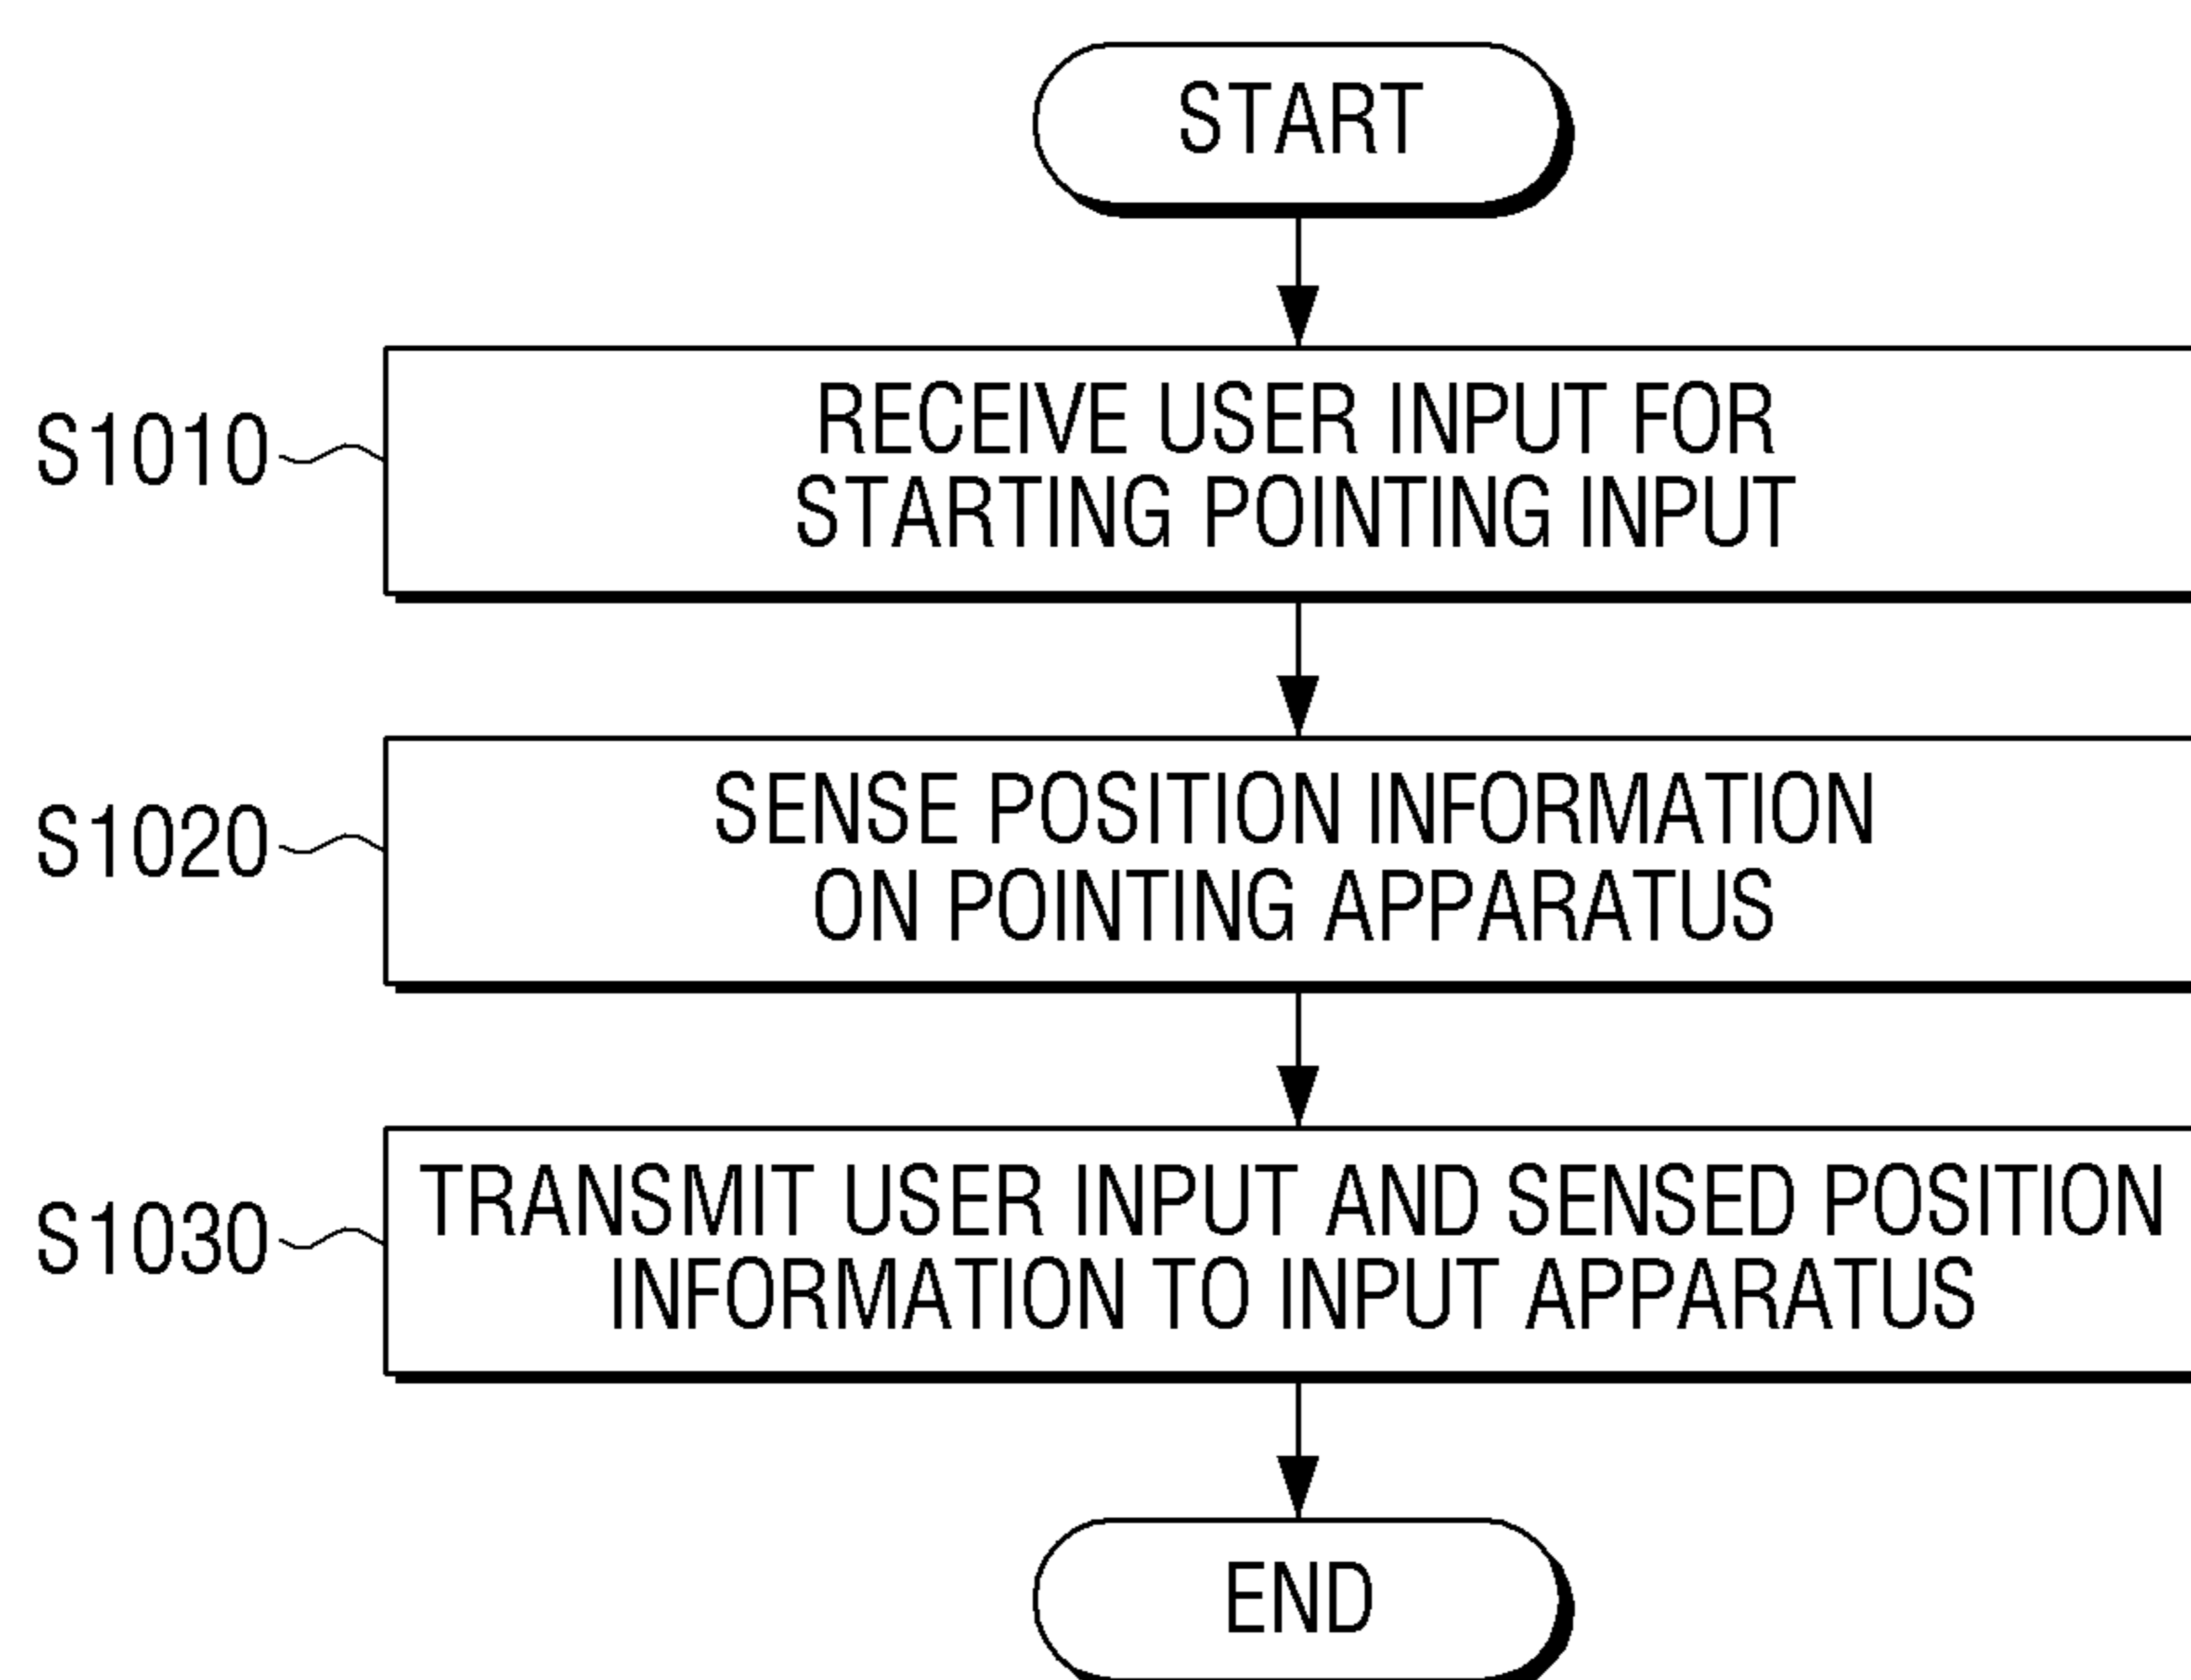 START
S1010
RECEIVE USER INPUT FOR
STARTING POINTING INPUT
S1020
SENSE POSITION INFORMATION
ON POINTING APPARATUS
S1030
TRANSMIT USER INPUT AND SENSED POSITION
INFORMATION TO INPUT APPARATUS
END